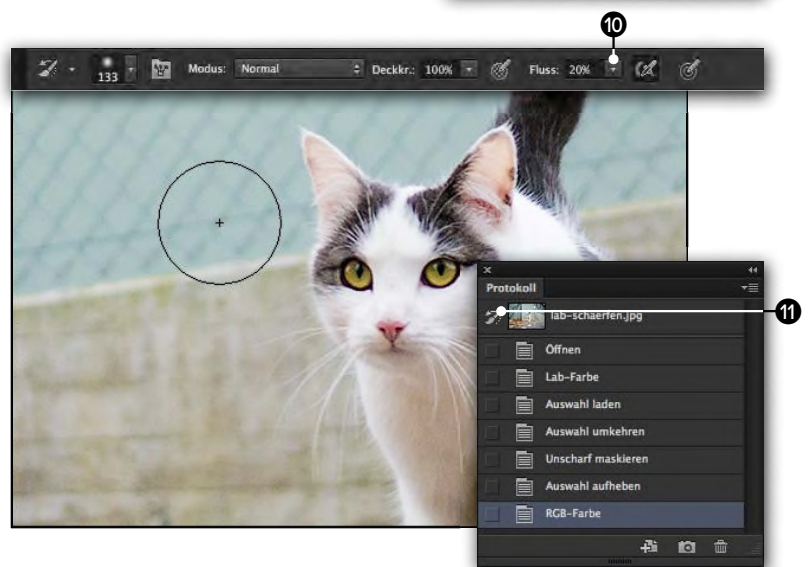 ⑩
133 Modus: Normal Deckkr.: 100% Fluss: 20%
Protokoll
lab-schaerfen.jpg
⑪
Öffnen
Lab-Farbe
Auswahl laden
Auswahl umkehren
Unscharf maskieren
Auswahl aufheben
RGB-Farbe